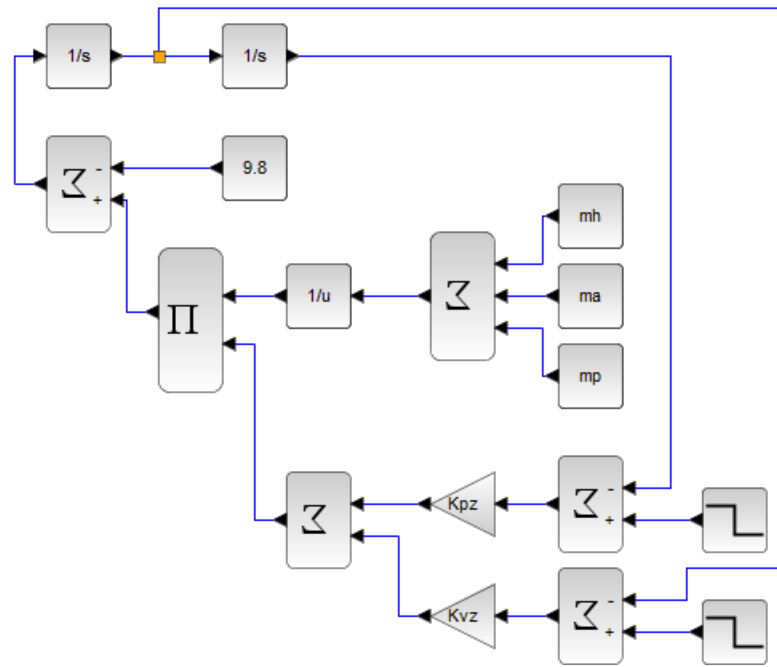 1/s 1/s
Σ - + 9.8
mh
Π 1/u Σ ma
mp
Σ Kpz Σ - +
Kvz Σ - +